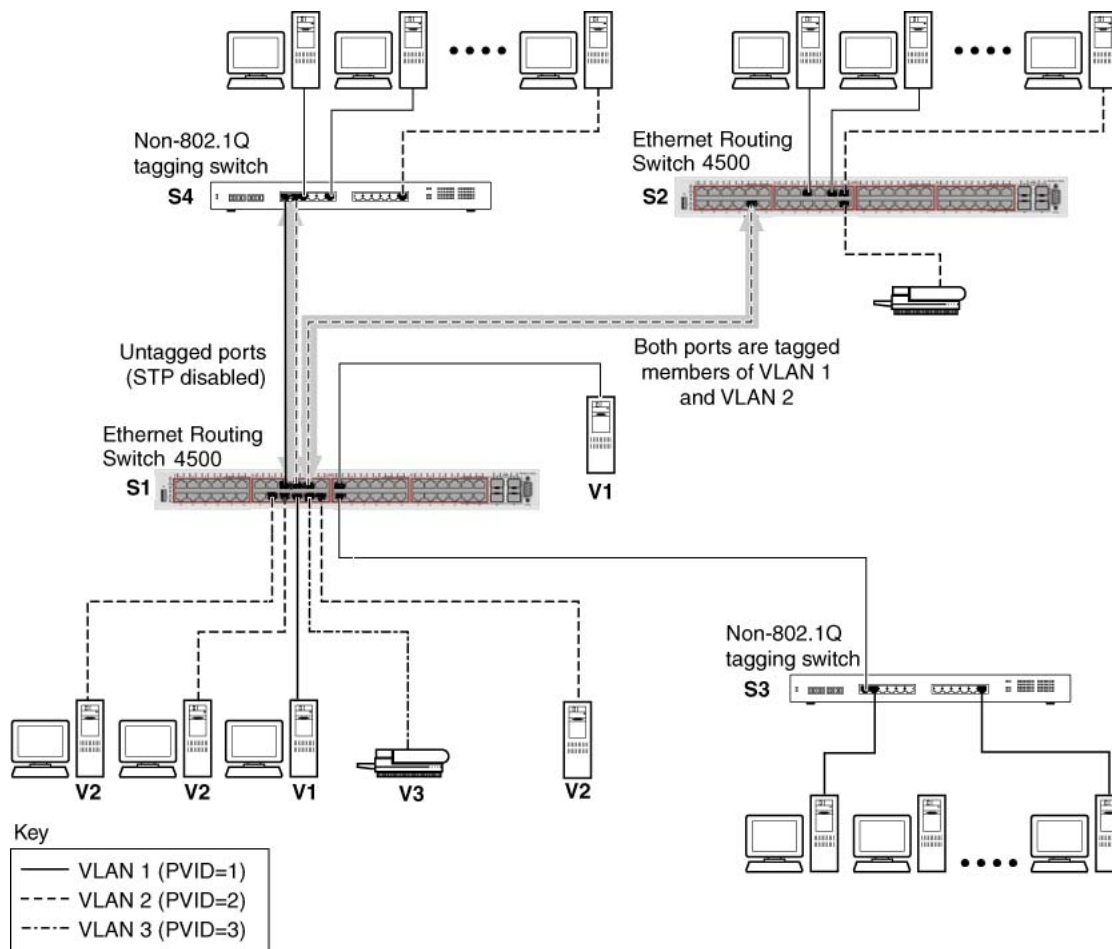 Non-802.1Q
tagging switch
S4
Ethernet Routing
Switch 4500
S2
Untagged ports
(STP disabled)
Both ports are tagged
members of VLAN 1
and VLAN 2
Ethernet Routing
Switch 4500
S1
V1
Non-802.1Q
tagging switch
S3
V2
V2
V1
V3
V2
Key
VLAN 1 (PVID=1)
VLAN 2 (PVID=2)
VLAN 3 (PVID=3)